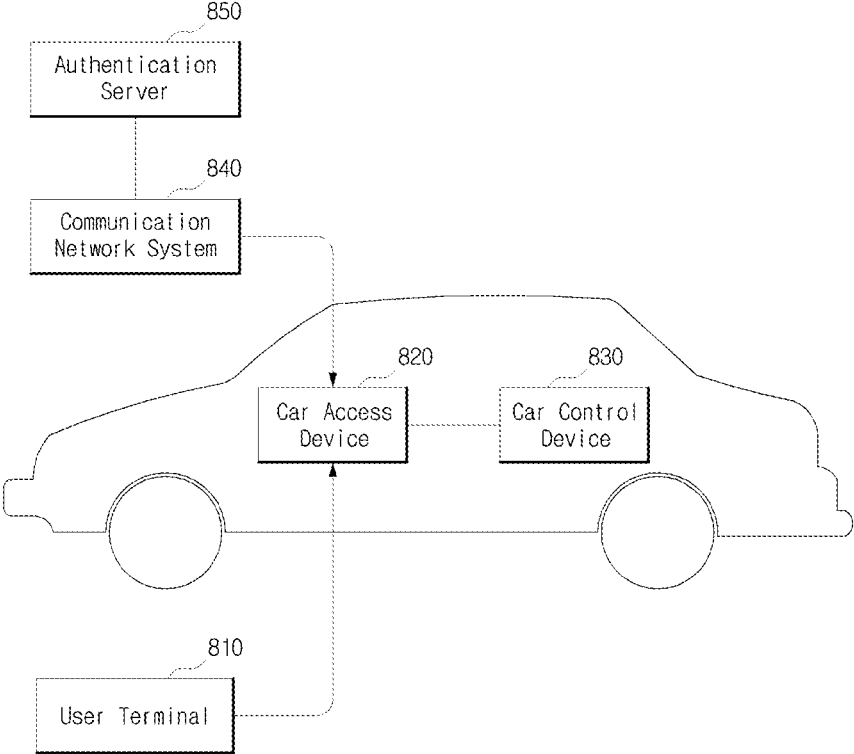 850
Authentication
Server
840
Communication
Network System
820
Car Access
Device
830
Car Control
Device
810
User Terminal